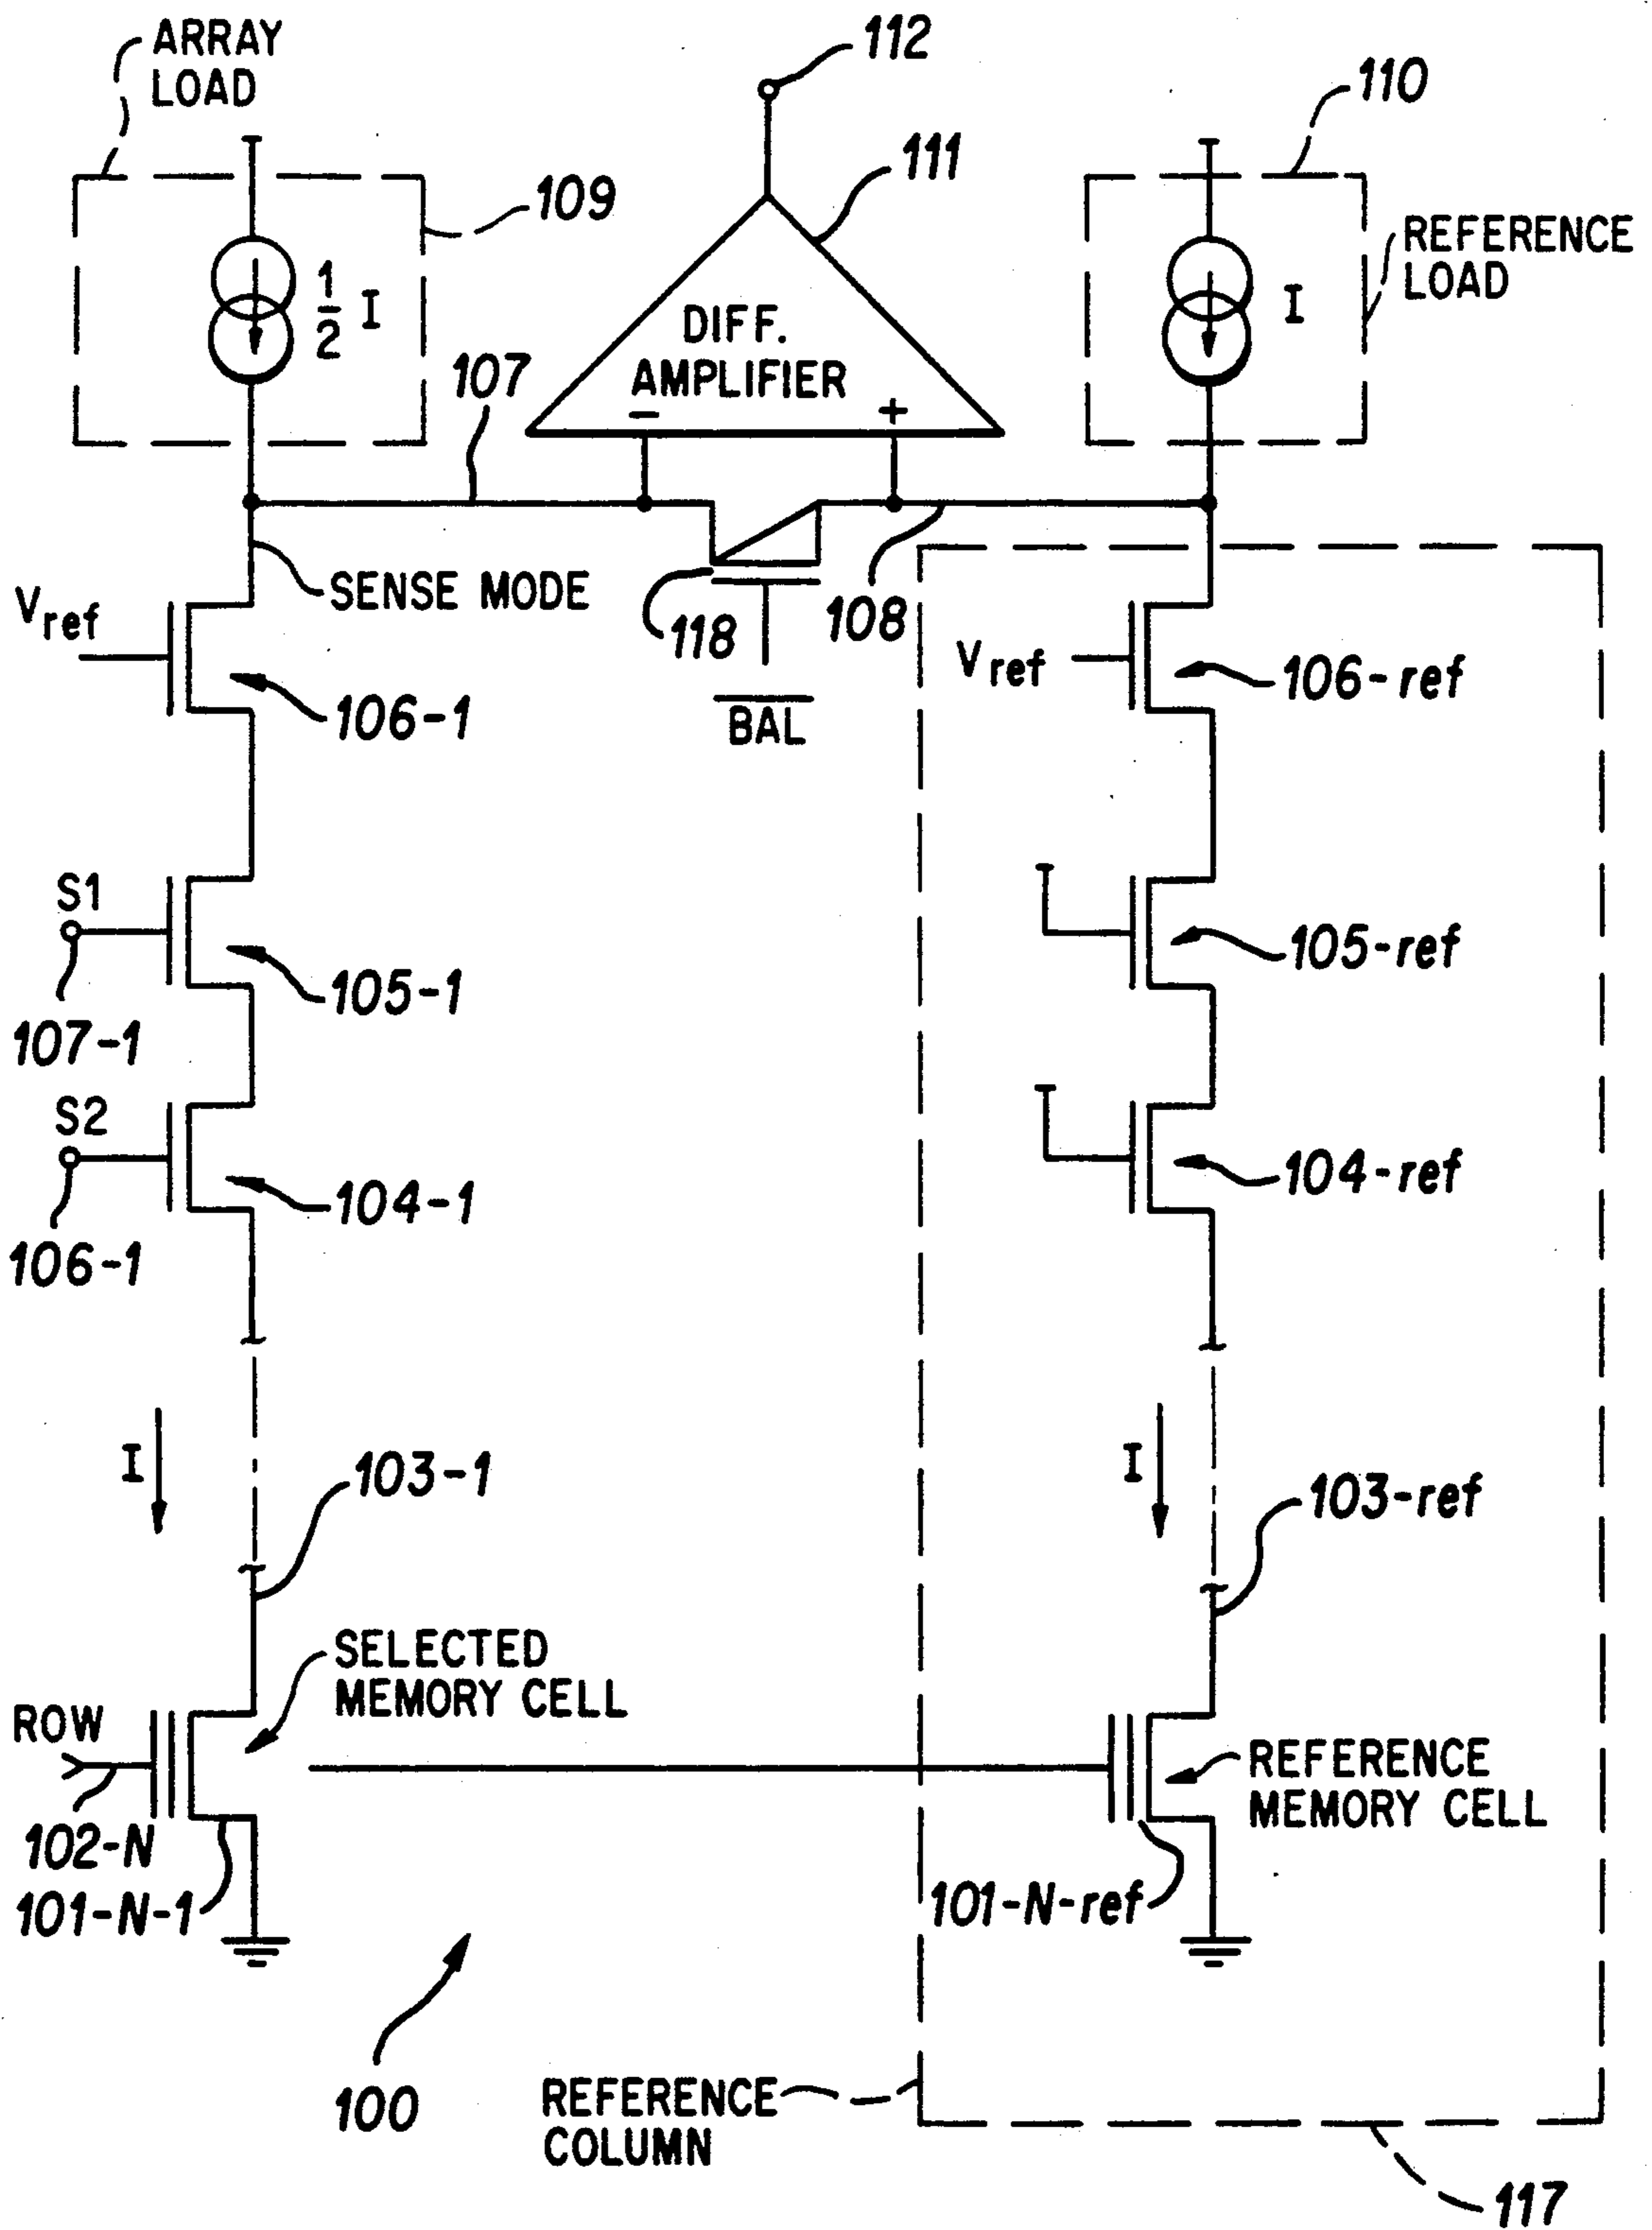 ARRAY
LOAD
112
110
111
109
REFERENCE
LOAD
1/2 I
DIFF.
AMPLIFIER
- +
I
107
Vref
SENSE MODE
118
108
Vref
106-ref
106-1
BAL
S1
107-1
105-1
105-ref
S2
106-1
104-1
104-ref
I
103-1
I
103-ref
SELECTED
MEMORY CELL
ROW
102-N
101-N-1
REFERENCE
MEMORY CELL
101-N-ref
100
REFERENCE
COLUMN
117